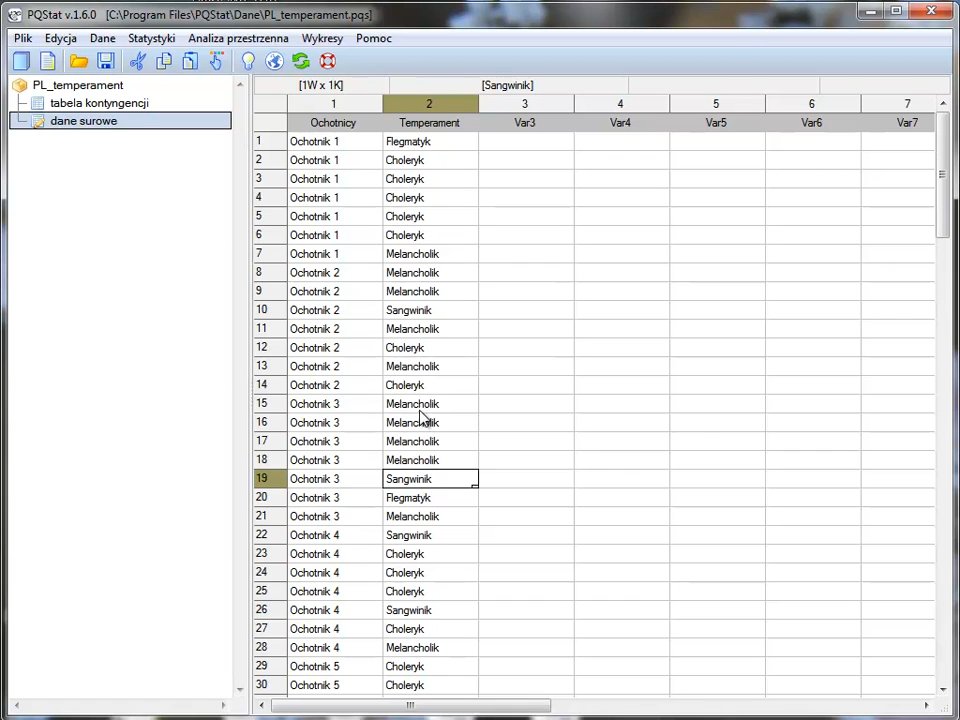 PQStat v.1.6.0 [C:\Program Files\PQStat\Dane\PL_temperament.pqs]
Plik Edycja Dane Statystyki Analiza przestrzenna Wykresy Pomoc
PL_temperament
tabela kontyngencji
dane surowe
[1W x 1K] [Sangwinik]
1 2 3 4 5 6 7
Ochotnicy Temperament Var3 Var4 Var5 Var6 Var7
1 Ochotnik 1 Flegmatyk
2 Ochotnik 1 Choleryk
3 Ochotnik 1 Choleryk
4 Ochotnik 1 Choleryk
5 Ochotnik 1 Choleryk
6 Ochotnik 1 Choleryk
7 Ochotnik 1 Melancholik
8 Ochotnik 2 Melancholik
9 Ochotnik 2 Melancholik
10 Ochotnik 2 Sangwinik
11 Ochotnik 2 Melancholik
12 Ochotnik 2 Choleryk
13 Ochotnik 2 Melancholik
14 Ochotnik 2 Choleryk
15 Ochotnik 3 Melancholik
16 Ochotnik 3 Melancholik
17 Ochotnik 3 Melancholik
18 Ochotnik 3 Melancholik
19 Ochotnik 3 Sangwinik
20 Ochotnik 3 Flegmatyk
21 Ochotnik 3 Melancholik
22 Ochotnik 4 Sangwinik
23 Ochotnik 4 Choleryk
24 Ochotnik 4 Choleryk
25 Ochotnik 4 Choleryk
26 Ochotnik 4 Sangwinik
27 Ochotnik 4 Choleryk
28 Ochotnik 4 Melancholik
29 Ochotnik 5 Choleryk
30 Ochotnik 5 Choleryk